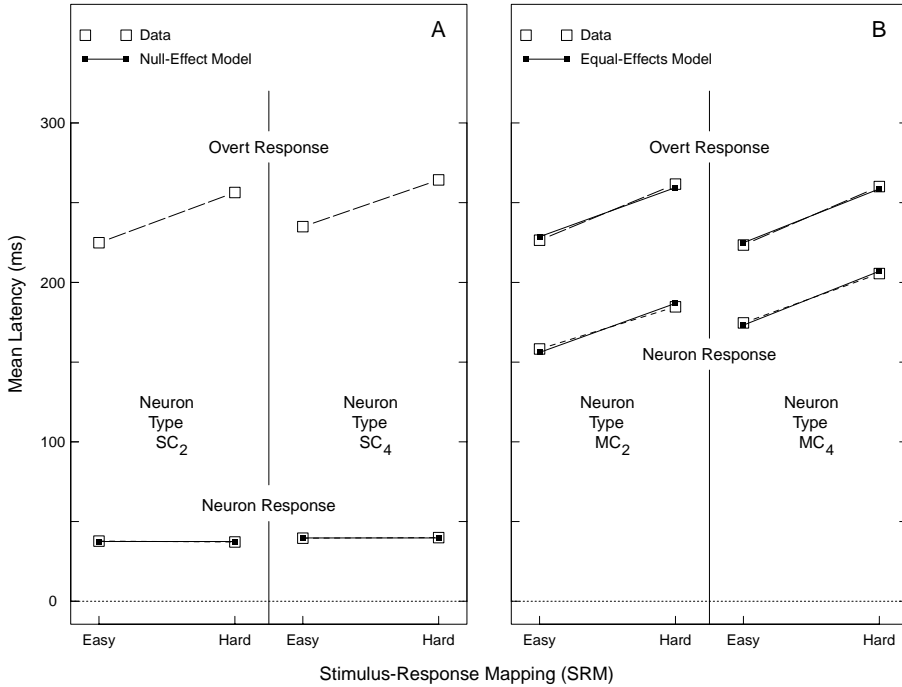 A
Data
Null-Effect Model
B
Data
Equal-Effects Model
Mean Latency (ms)
300
200
100
0
Overt Response
Neuron
Type
SC2
Neuron
Type
SC4
Neuron Response
Overt Response
Neuron Response
Neuron
Type
MC2
Neuron
Type
MC4
Easy
Hard
Easy
Hard
Easy
Hard
Easy
Hard
Stimulus-Response Mapping (SRM)